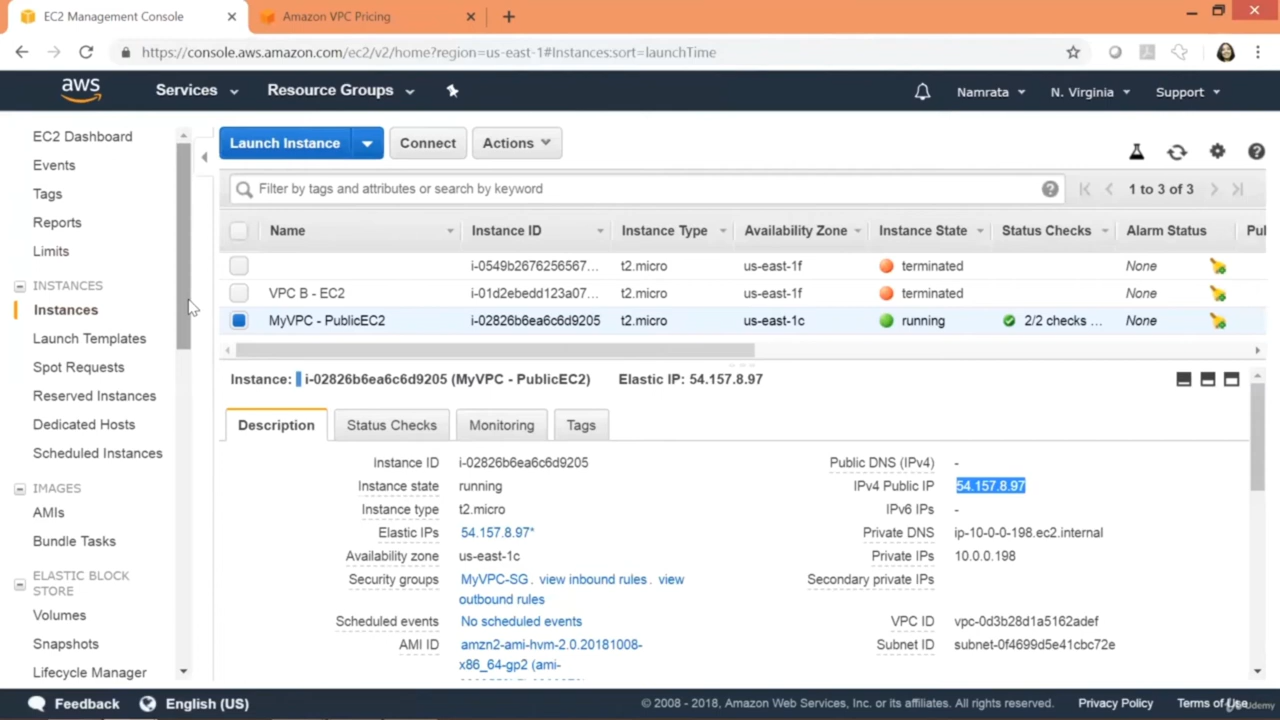 EC2 Management Console
Amazon VPC Pricing
https://console.aws.amazon.com/ec2/v2/home?region=us-east-1#Instances:sort=launchTime
aws Services Resource Groups Namrata N. Virginia Support
EC2 Dashboard
Events
Tags
Reports
Limits
INSTANCES
Instances
Launch Templates
Spot Requests
Reserved Instances
Dedicated Hosts
Scheduled Instances
IMAGES
AMIs
Bundle Tasks
ELASTIC BLOCK
STORE
Volumes
Snapshots
Lifecycle Manager
Launch Instance Connect Actions
Filter by tags and attributes or search by keyword 1 to 3 of 3
Name Instance ID Instance Type Availability Zone Instance State Status Checks Alarm Status
i-0549b2676256567... t2.micro us-east-1f terminated None
VPC B - EC2 i-01d2ebedd123a07... t2.micro us-east-1f terminated None
MyVPC - PublicEC2 i-02826b6ea6c6d9205 t2.micro us-east-1c running 2/2 checks ... None
Instance: i-02826b6ea6c6d9205 (MyVPC - PublicEC2) Elastic IP: 54.157.8.97
Description Status Checks Monitoring Tags
Instance ID i-02826b6ea6c6d9205 Public DNS (IPv4) -
Instance state running IPv4 Public IP 54.157.8.97
Instance type t2.micro IPv6 IPs -
Elastic IPs 54.157.8.97* Private DNS ip-10-0-0-198.ec2.internal
Availability zone us-east-1c Private IPs 10.0.0.198
Security groups MyVPC-SG. view inbound rules. view Secondary private IPs
outbound rules
Scheduled events No scheduled events VPC ID vpc-0d3b28d1a5162adef
AMI ID amzn2-ami-hvm-2.0.20181008- Subnet ID subnet-0f4699d5e41cbc72e
x86_64-gp2 (ami-
Feedback English (US) © 2008 - 2018, Amazon Web Services, Inc. or its affiliates. All rights reserved. Privacy Policy Terms of Use
Udemy